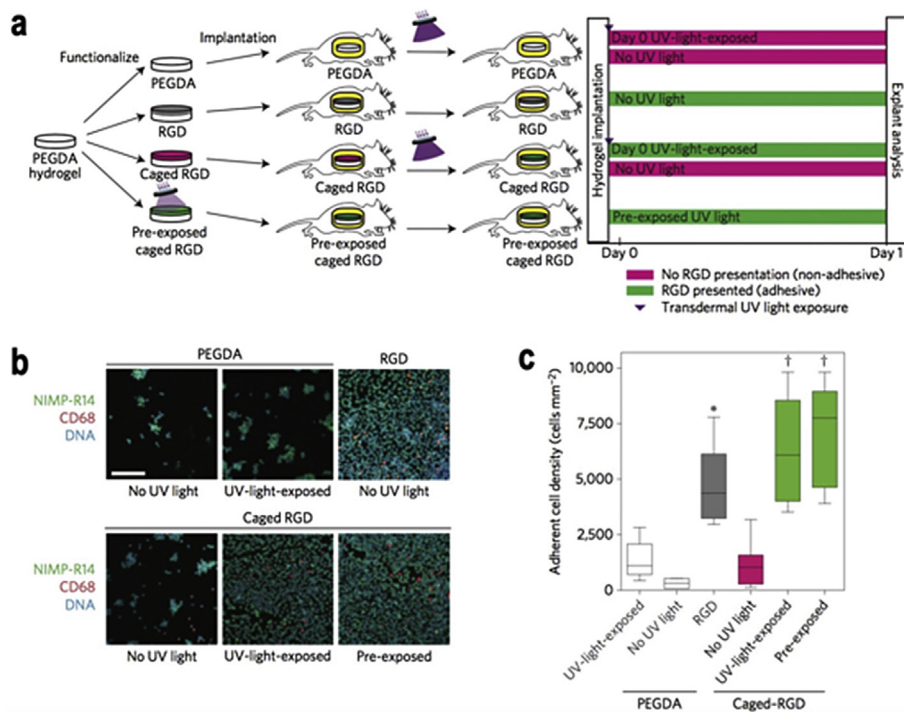 a
Functionalize
Implantation
PEGDA
PEGDA
PEGDA
RGD
RGD
RGD
PEGDA
hydrogel
Caged RGD
Caged RGD
Caged RGD
Pre-exposed
caged RGD
Pre-exposed
caged RGD
Pre-exposed
caged RGD
Hydrogel implantation
Day 0 UV-light-exposed
No UV light
No UV light
Day 0 UV-light-exposed
No UV light
Pre-exposed UV light
Explant analysis
Day 0
Day 1
No RGD presentation (non-adhesive)
RGD presented (adhesive)
Transdermal UV light exposure
b
PEGDA
RGD
NIMP-R14
CD68
DNA
No UV light
UV-light-exposed
No UV light
Caged RGD
NIMP-R14
CD68
DNA
No UV light
UV-light-exposed
Pre-exposed
c
Adherent cell density (cells mm⁻²)
10,000
7,500
5,000
2,500
0
*
†
†
UV-light-exposed
No UV light
RGD
No UV light
UV-light-exposed
Pre-exposed
PEGDA
Caged-RGD